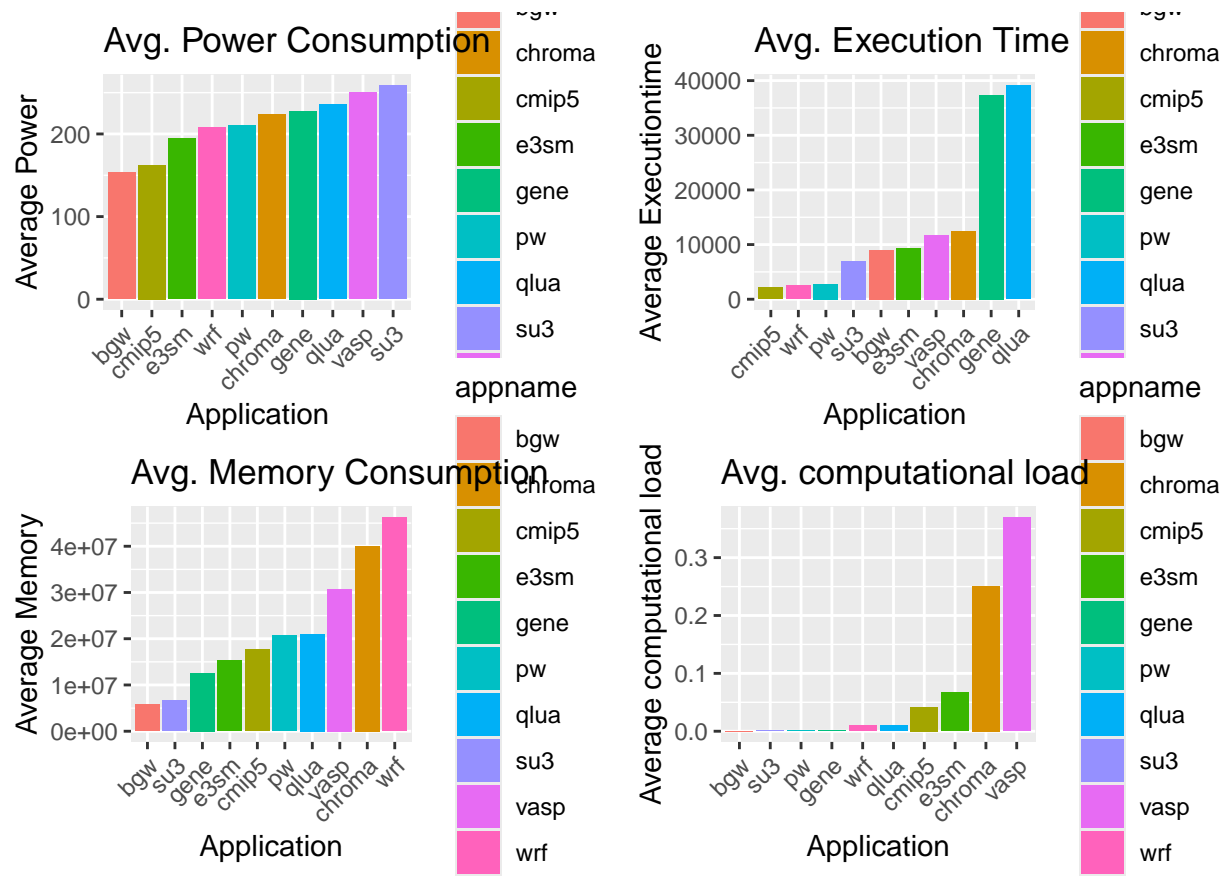 Avg. Power Consumption
Average Power
200
100
0
bgw
cmip5
e3sm
wrf
pw
chroma
gene
qlua
vasp
su3
Application
bgw
chroma
cmip5
e3sm
gene
pw
qlua
su3
Avg. Execution Time
Average Executiontime
40000
30000
20000
10000
0
cmip5
wrf
pw
su3
bgw
e3sm
vasp
chroma
gene
qlua
Application
bgw
chroma
cmip5
e3sm
gene
pw
qlua
su3
Avg. Memory Consumption
Average Memory
4e+07
3e+07
2e+07
1e+07
0e+00
bgw
su3
gene
e3sm
cmip5
pw
qlua
vasp
chroma
wrf
Application
appname
bgw
chroma
cmip5
e3sm
gene
pw
qlua
su3
vasp
wrf
Avg. computational load
Average computational load
0.3
0.2
0.1
0.0
bgw
su3
pw
gene
wrf
qlua
cmip5
e3sm
chroma
vasp
Application
appname
bgw
chroma
cmip5
e3sm
gene
pw
qlua
su3
vasp
wrf